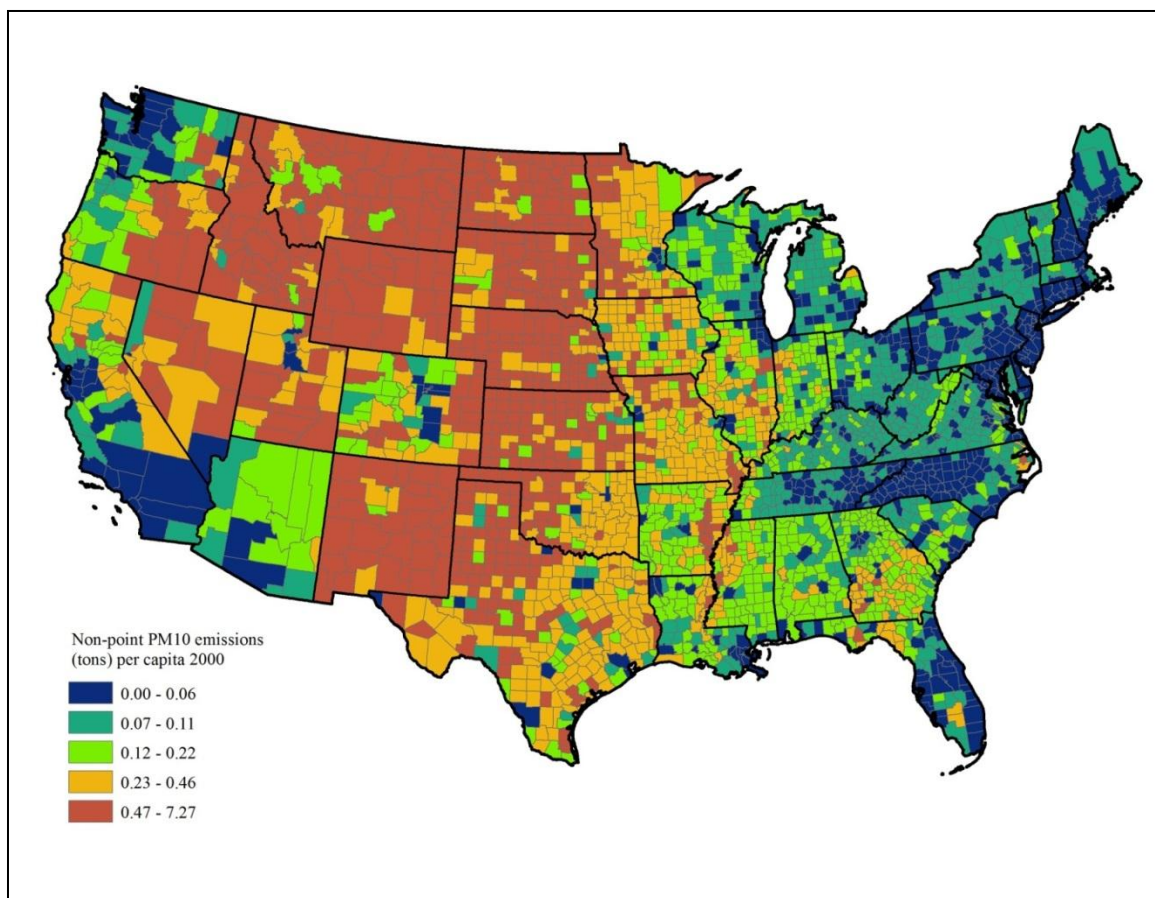 Non-point PM10 emissions
(tons) per capita 2000
0.00 - 0.06
0.07 - 0.11
0.12 - 0.22
0.23 - 0.46
0.47 - 7.27